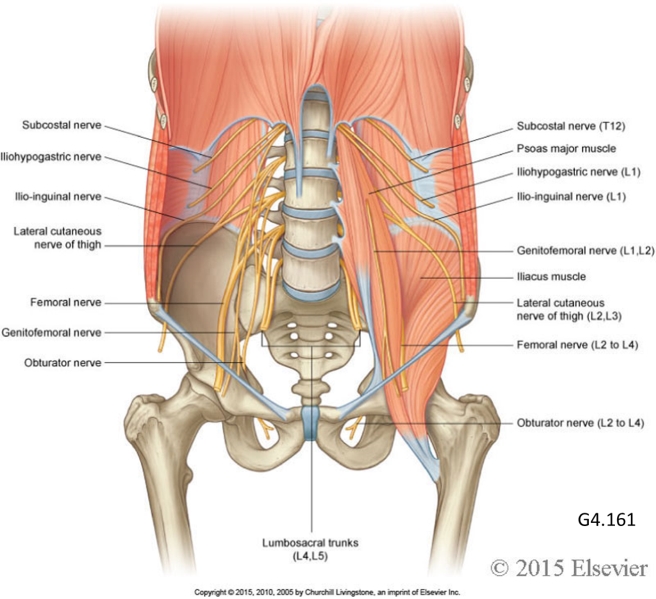 Subcostal nerve
Iliohypogastric nerve
Ilio-inguinal nerve
Lateral cutaneous
nerve of thigh
Femoral nerve
Genitofemoral nerve
Obturator nerve
Subcostal nerve (T12)
Psoas major muscle
Iliohypogastric nerve (L1)
Ilio-inguinal nerve (L1)
Genitofemoral nerve (L1,L2)
Iliacus muscle
Lateral cutaneous
nerve of thigh (L2,L3)
Femoral nerve (L2 to L4)
Obturator nerve (L2 to L4)
Lumbosacral trunks
(L4,L5)
G4.161
© 2015 Elsevier
Copyright © 2015, 2010, 2005 by Churchill Livingstone, an imprint of Elsevier Inc.